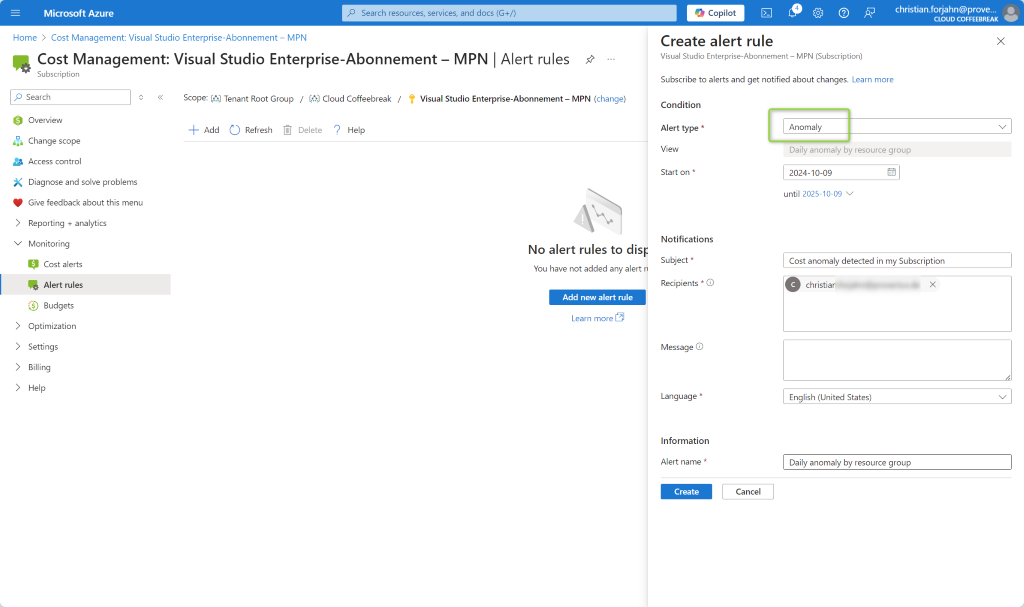 Microsoft Azure
Search resources, services, and docs (G+/)
Copilot
4
christian.forjahn@prove...
CLOUD COFFEEBREAK
Home > Cost Management: Visual Studio Enterprise-Abonnement – MPN
Cost Management: Visual Studio Enterprise-Abonnement – MPN | Alert rules
Subscription
Search
Overview
Change scope
Access control
Diagnose and solve problems
Give feedback about this menu
Reporting + analytics
Monitoring
Cost alerts
Alert rules
Budgets
Optimization
Settings
Billing
Help
Scope: Tenant Root Group / Cloud Coffeebreak / Visual Studio Enterprise-Abonnement – MPN (change)
Add Refresh Delete Help
No alert rules to disp
You have not added any alert ru
Add new alert rule
Learn more
Create alert rule
Visual Studio Enterprise-Abonnement – MPN (Subscription)
Subscribe to alerts and get notified about changes. Learn more
Condition
Alert type * Anomaly
View Daily anomaly by resource group
Start on * 2024-10-09
until 2025-10-09
Notifications
Subject * Cost anomaly detected in my Subscription
Recipients * C christian
Message
Language * English (United States)
Information
Alert name * Daily anomaly by resource group
Create Cancel